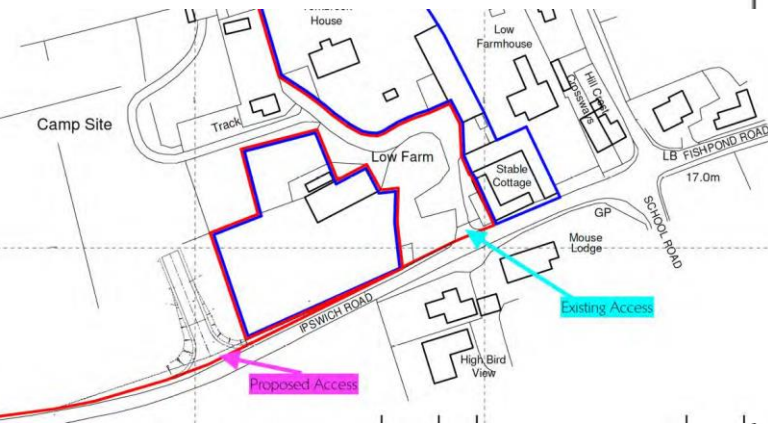 House
Low
Farmhouse
Hill Crest
Crossways
Camp Site
Track
Low Farm
LB
FISHPOND ROAD
17.0m
Stable
Cottage
GP
SCHOOL ROAD
Mouse
Lodge
IPSWICH ROAD
Existing Access
High Bird
View
Proposed Access